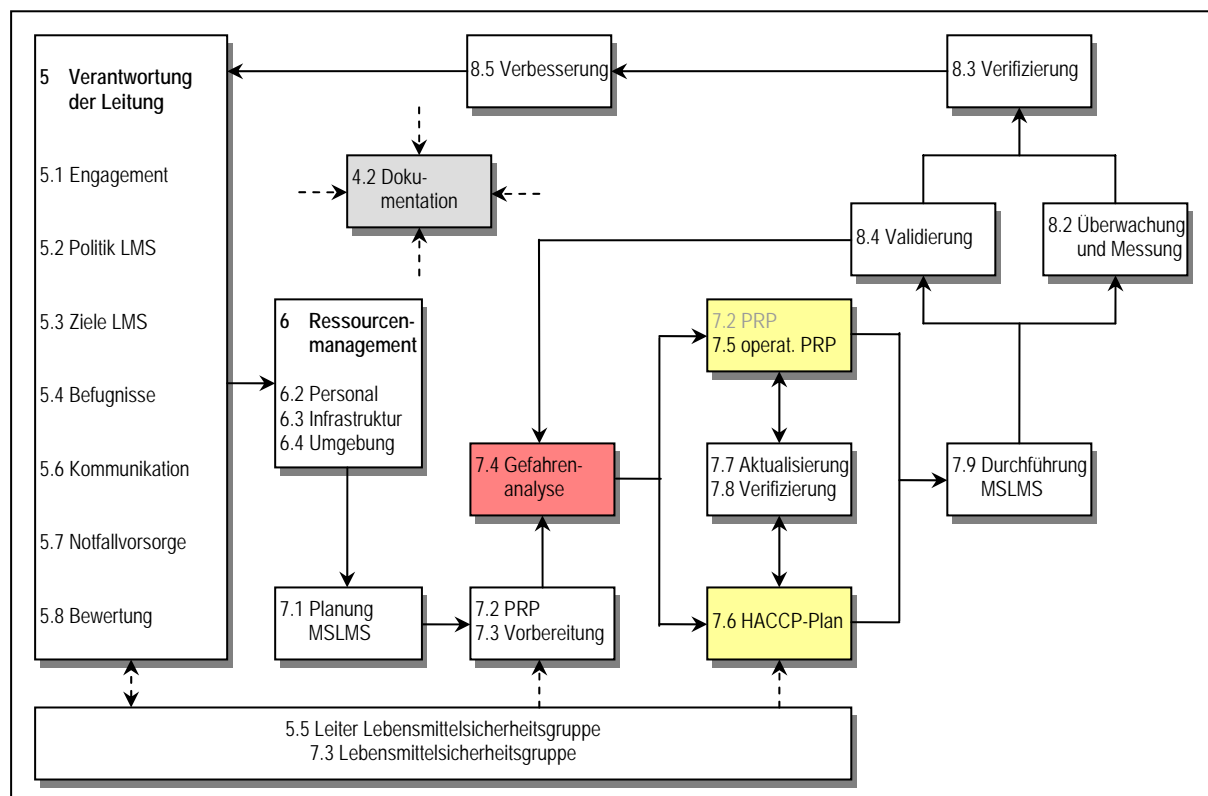 5 Verantwortung
der Leitung
5.1 Engagement
5.2 Politik LMS
5.3 Ziele LMS
5.4 Befugnisse
5.6 Kommunikation
5.7 Notfallvorsorge
5.8 Bewertung
8.5 Verbesserung
8.3 Verifizierung
4.2 Doku-
mentation
8.4 Validierung
8.2 Überwachung
und Messung
6 Ressourcen-
management
6.2 Personal
6.3 Infrastruktur
6.4 Umgebung
7.2 PRP
7.5 operat. PRP
7.4 Gefahren-
analyse
7.7 Aktualisierung
7.8 Verifizierung
7.9 Durchführung
MSLMS
7.1 Planung
MSLMS
7.2 PRP
7.3 Vorbereitung
7.6 HACCP-Plan
5.5 Leiter Lebensmittelsicherheitsgruppe
7.3 Lebensmittelsicherheitsgruppe